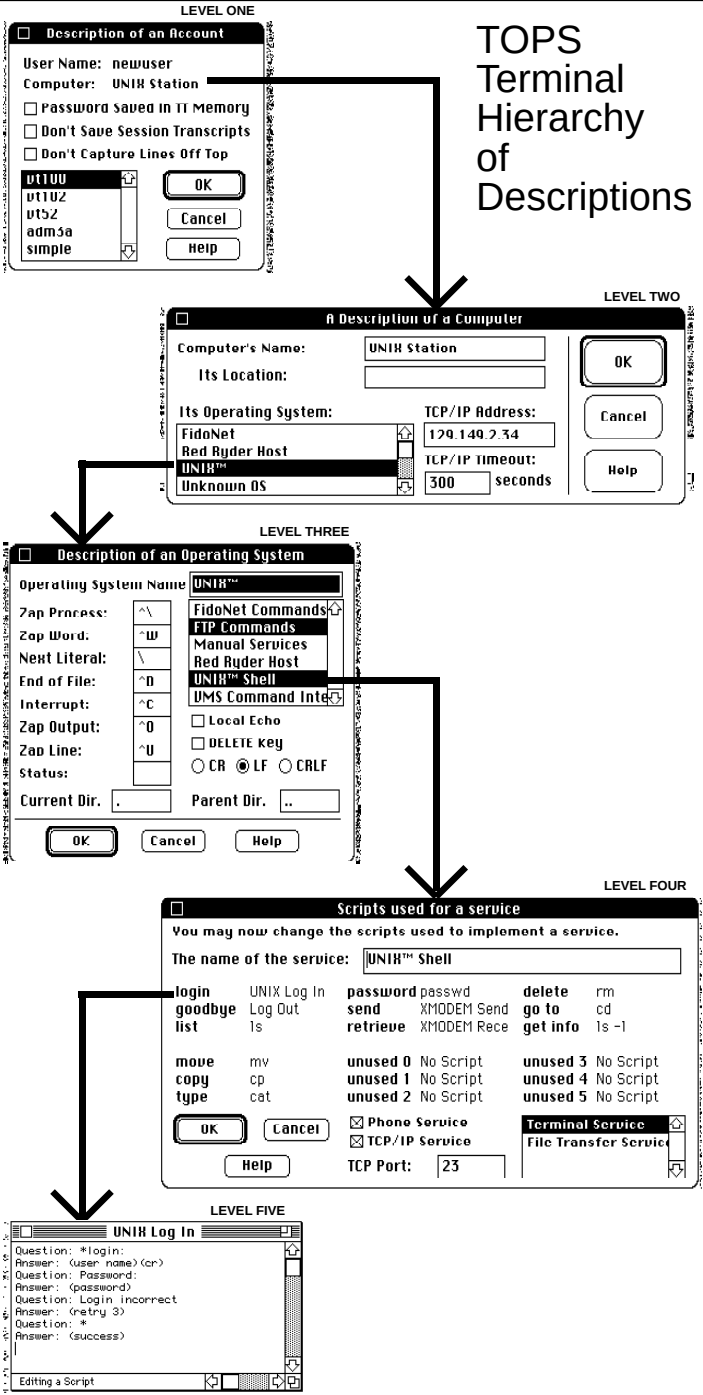 LEVEL ONE
TOPS
Terminal
Hierarchy
of
Descriptions
Description of an Account
User Name: newuser
Computer: UNIX Station
Password Saved in TT Memory
Don't Save Session Transcripts
Don't Capture Lines Off Top
vt100
vt102
vt52
adm3a
simple
OK
Cancel
Help
LEVEL TWO
A Description of a Computer
Computer's Name: UNIX Station
Its Location:
Its Operating System:
FidoNet
Red Ryder Host
UNIX™
Unknown OS
TCP/IP Address:
129.149.2.34
TCP/IP Timeout:
300 seconds
OK
Cancel
Help
LEVEL THREE
Description of an Operating System
Operating System Name UNIX™
Zap Process: ^\
Zap Word: ^W
Next Literal: \
End of File: ^D
Interrupt: ^C
Zap Output: ^O
Zap Line: ^U
Status:
FidoNet Commands
FTP Commands
Manual Services
Red Ryder Host
UNIX™ Shell
VMS Command Inte
Local Echo
DELETE Key
CR LF CRLF
Current Dir. .
Parent Dir. ..
OK Cancel Help
LEVEL FOUR
Scripts used for a service
You may now change the scripts used to implement a service.
The name of the service: UNIX™ Shell
login UNIX Log In password passwd delete rm
goodbye Log Out send XMODEM Send go to cd
list ls retrieve XMODEM Rece get info ls -l
move mv unused 0 No Script unused 3 No Script
copy cp unused 1 No Script unused 4 No Script
type cat unused 2 No Script unused 5 No Script
OK Cancel
Help
Phone Service
TCP/IP Service
TCP Port: 23
Terminal Service
File Transfer Service
LEVEL FIVE
UNIX Log In
Question: *login:
Answer: (user name)(cr)
Question: Password:
Answer: (password)
Question: Login incorrect
Answer: (retry 3)
Question: *
Answer: (success)
Editing a Script